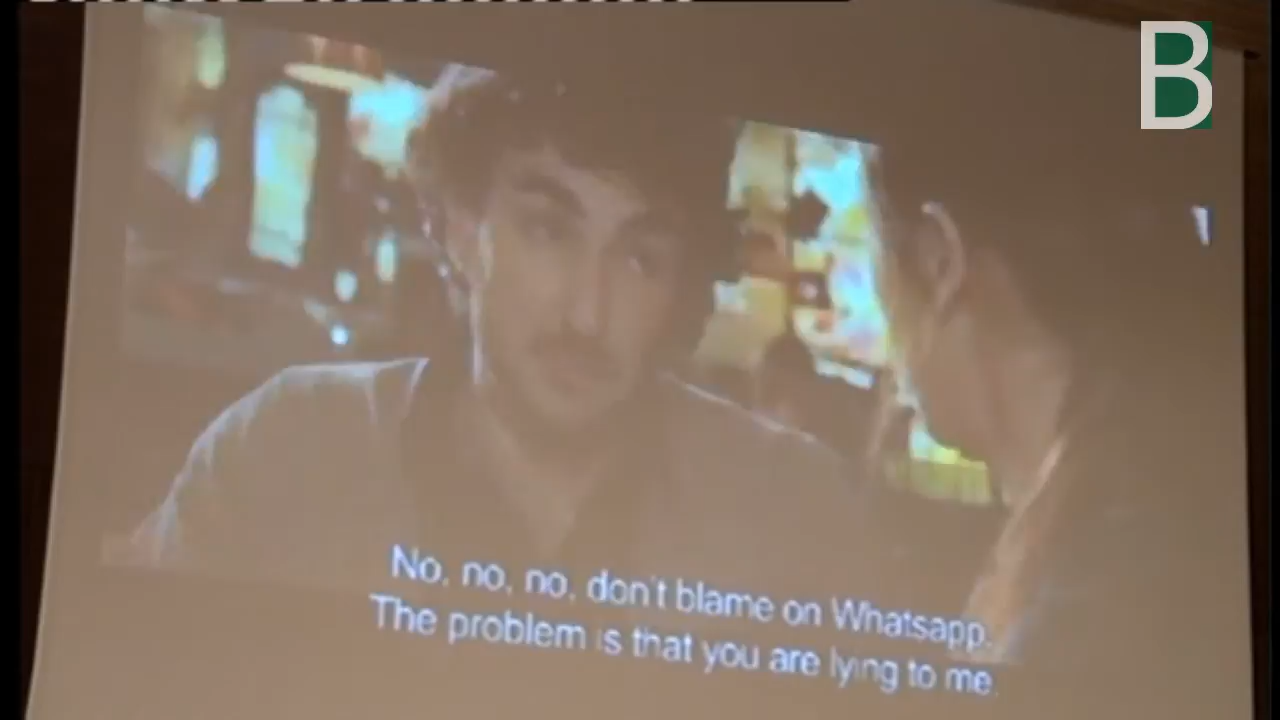 B
No, no, no, don't blame on Whatsapp.
The problem is that you are lying to me.